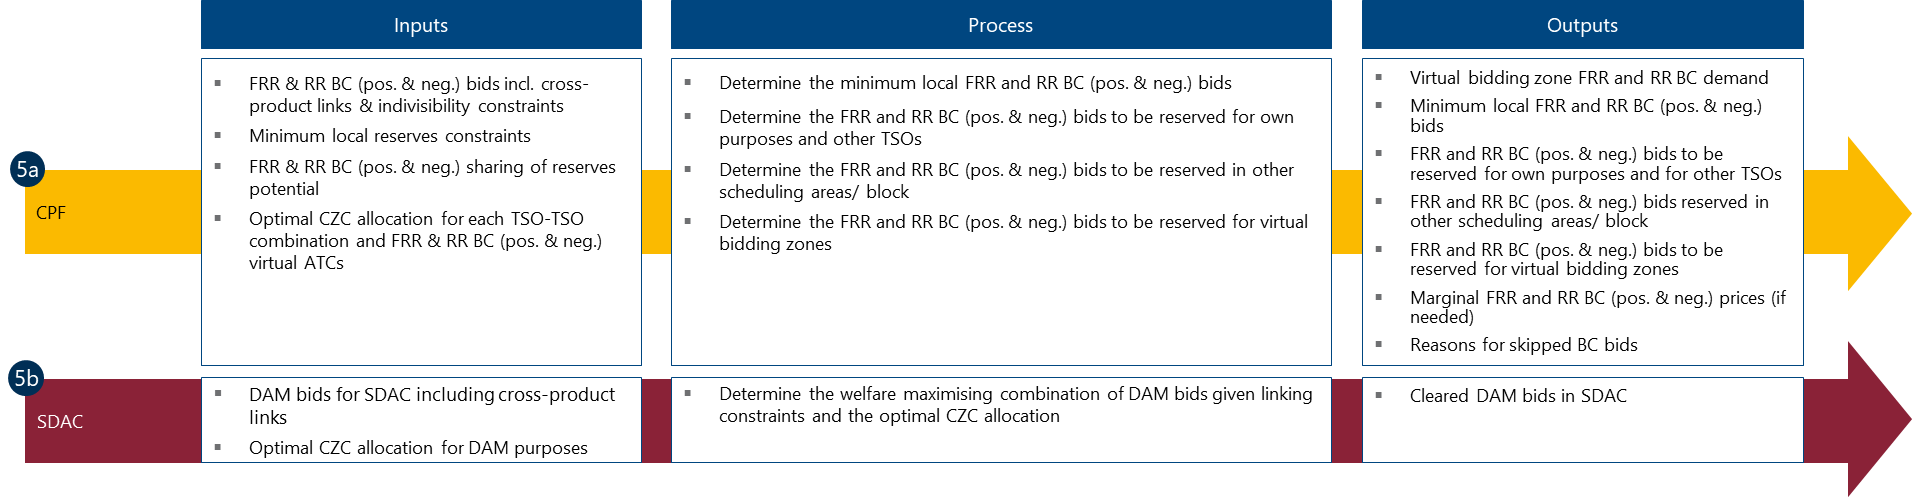 Inputs
Process
Outputs
5a
CPF
FRR & RR BC (pos. & neg.) bids incl. cross-
product links & indivisibility constraints
Minimum local reserves constraints
FRR & RR BC (pos. & neg.) sharing of reserves
potential
Optimal CZC allocation for each TSO-TSO
combination and FRR & RR BC (pos. & neg.)
virtual ATCs
Determine the minimum local FRR and RR BC (pos. & neg.) bids
Determine the FRR and RR BC (pos. & neg.) bids to be reserved for own
purposes and other TSOs
Determine the FRR and RR BC (pos. & neg.) bids to be reserved in other
scheduling areas/ block
Determine the FRR and RR BC (pos. & neg.) bids to be reserved for virtual
bidding zones
Virtual bidding zone FRR and RR BC demand
Minimum local FRR and RR BC (pos. & neg.)
bids
FRR and RR BC (pos. & neg.) bids to be
reserved for own purposes and for other TSOs
FRR and RR BC (pos. & neg.) bids reserved in
other scheduling areas/ block
FRR and RR BC (pos. & neg.) bids to be
reserved for virtual bidding zones
Marginal FRR and RR BC (pos. & neg.) prices (if
needed)
Reasons for skipped BC bids
5b
SDAC
DAM bids for SDAC including cross-product
links
Optimal CZC allocation for DAM purposes
Determine the welfare maximising combination of DAM bids given linking
constraints and the optimal CZC allocation
Cleared DAM bids in SDAC